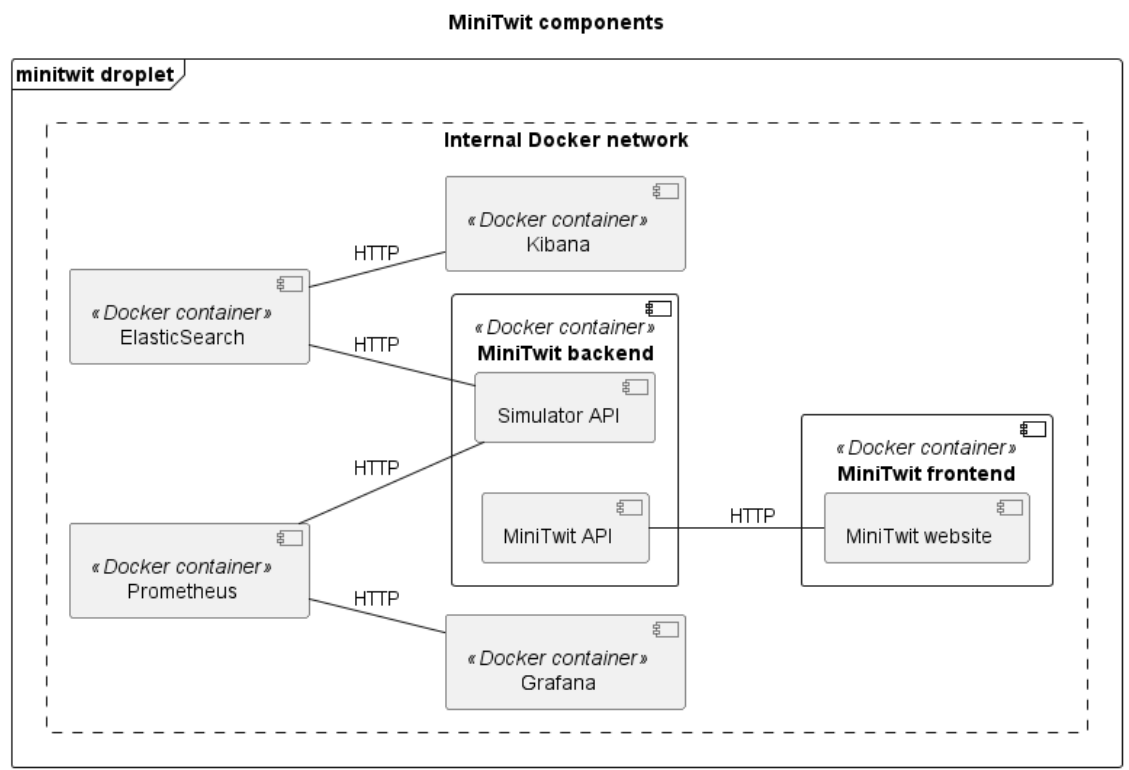 MiniTwit components
minitwit droplet
Internal Docker network
«Docker container»
Kibana
HTTP
«Docker container»
ElasticSearch
HTTP
«Docker container»
MiniTwit backend
Simulator API
HTTP
MiniTwit API
HTTP
«Docker container»
MiniTwit frontend
MiniTwit website
«Docker container»
Prometheus
HTTP
«Docker container»
Grafana